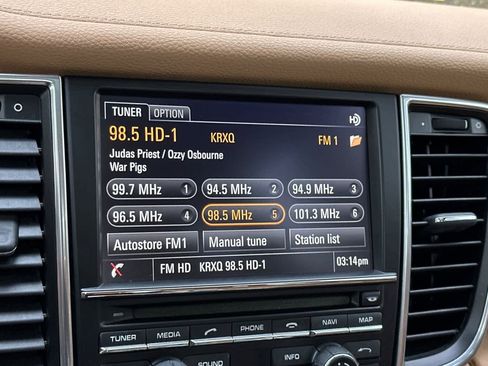 TUNER OPTION
98.5 HD-1 KRXQ FM 1
Judas Priest / Ozzy Osbourne
War Pigs
99.7 MHz 1 94.5 MHz 2 94.9 MHz 3
96.5 MHz 4 98.5 MHz 5 101.3 MHz 6
Autostore FM1 Manual tune Station list
FM HD KRXQ 98.5 HD-1 03:14pm
TUNER MEDIA PHONE NAVI MAP
SOUND INFO